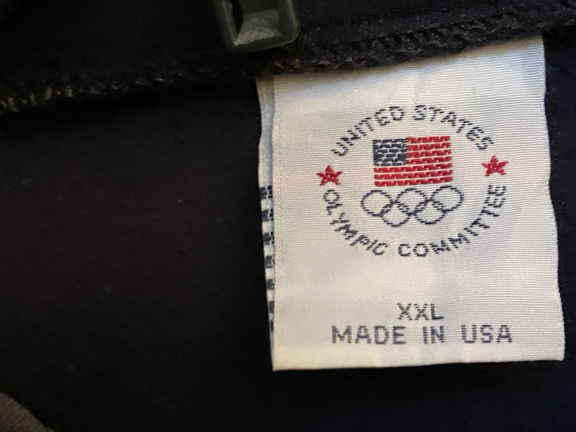 UNITED STATES
OLYMPIC COMMITTEE
XXL
MADE IN USA